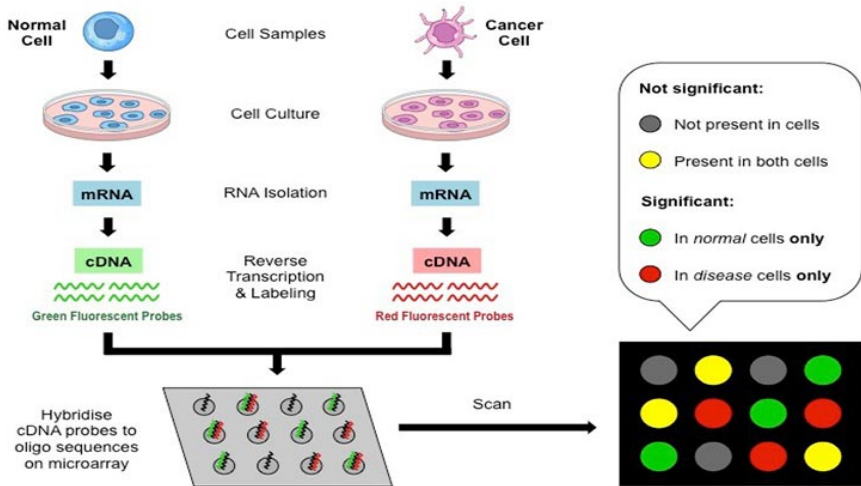 Normal
Cell
Cell Samples
Cancer
Cell
Cell Culture
mRNA
RNA Isolation
mRNA
cDNA
Reverse
Transcription
& Labeling
cDNA
Green Fluorescent Probes
Red Fluorescent Probes
Hybridise
cDNA probes to
oligo sequences
on microarray
Scan
Not significant:
Not present in cells
Present in both cells
Significant:
In normal cells only
In disease cells only